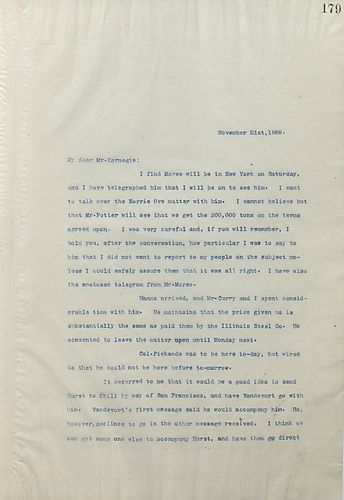 179
November 21st, 1889.
My dear Mr. Carnegie:
I find Morse will be in New York on Saturday,
and I have telegraphed him that I will be on to see him. I want
to talk over the Norrie Ore matter with him. I cannot believe but
that Mr. Potter will see that we get the 200,000 tons on the terms
agreed upon. I was very careful and, if you will remember, I
told you, after the conversation, how particular I was to say to
him that I did not want to report to my people on the subject un-
less I could safely assure them that it was all right. I have also
the enclosed telegram from Mr. Morse.
Hanna arrived, and Mr. Curry and I spent consid-
erable time with him. He maintains that the price given us is
substantially the same as paid them by the Illinois Steel Co. He
consented to leave the matter open until Monday next.
Col. Pickands was to be here to-day, but wired
us that he could not be here before to-morrow.
It occurred to me that it would be a good idea to send
Hurst to Chili by way of San Francisco, and have Vandevort go with
him. Vandevort's first message said he would accompany him. He,
however, declines to go in the other message received. I think we
can get some one else to accompany Hurst, and have them go direct